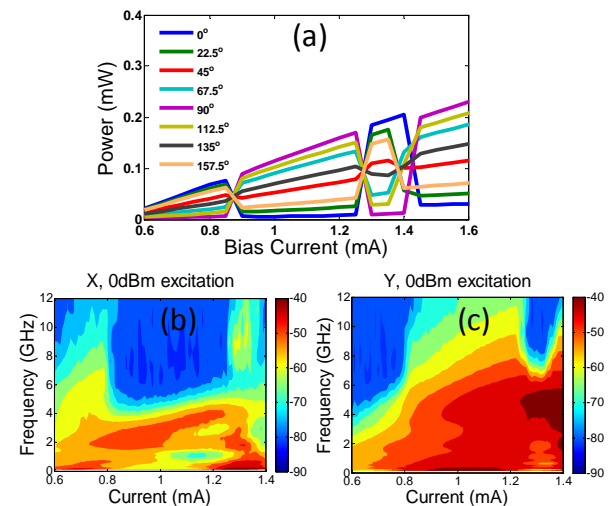 (a)
0.4
0.3
0.2
0.1
0
Power (mW)
0°
22.5°
45°
67.5°
90°
112.5°
135°
157.5°
0.6 0.8 1 1.2 1.4 1.6
Bias Current (mA)
X, 0dBm excitation
(b)
12
10
8
6
4
2
0
Frequency (GHz)
0.6 0.8 1.0 1.2 1.4
Current (mA)
-40
-50
-60
-70
-80
-90
Y, 0dBm excitation
(c)
12
10
8
6
4
2
0
Frequency (GHz)
0.6 0.8 1.0 1.2 1.4
Current (mA)
-40
-50
-60
-70
-80
-90